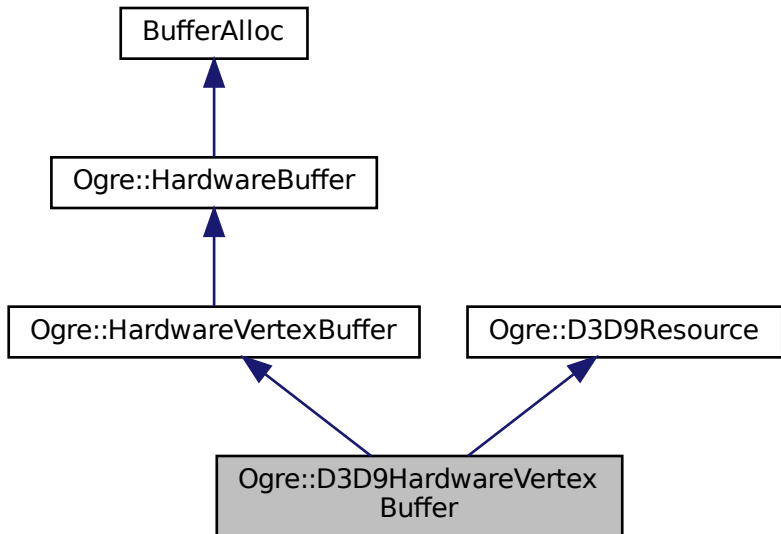 BufferAlloc
Ogre::HardwareBuffer
Ogre::HardwareVertexBuffer
Ogre::D3D9Resource
Ogre::D3D9HardwareVertex
Buffer